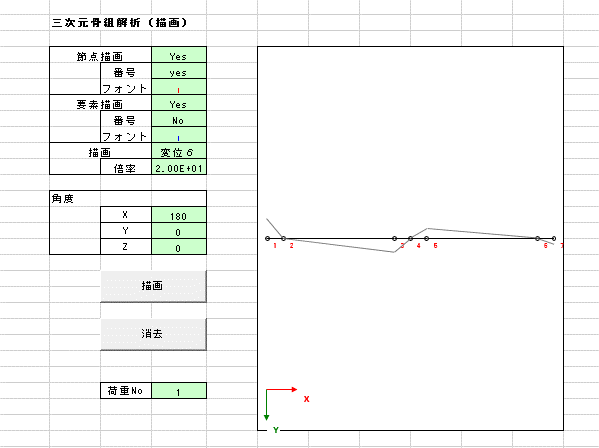 三次元骨組解析（描画）
節点描画 Yes
番号 yes
フォント I
要素描画 Yes
番号 No
フォント I
描画 変位δ
倍率 2.00E+01
角度
X 180
Y 0
Z 0
描画
消去
荷重No 1
1 2 3 4 5 6 7
X
Y